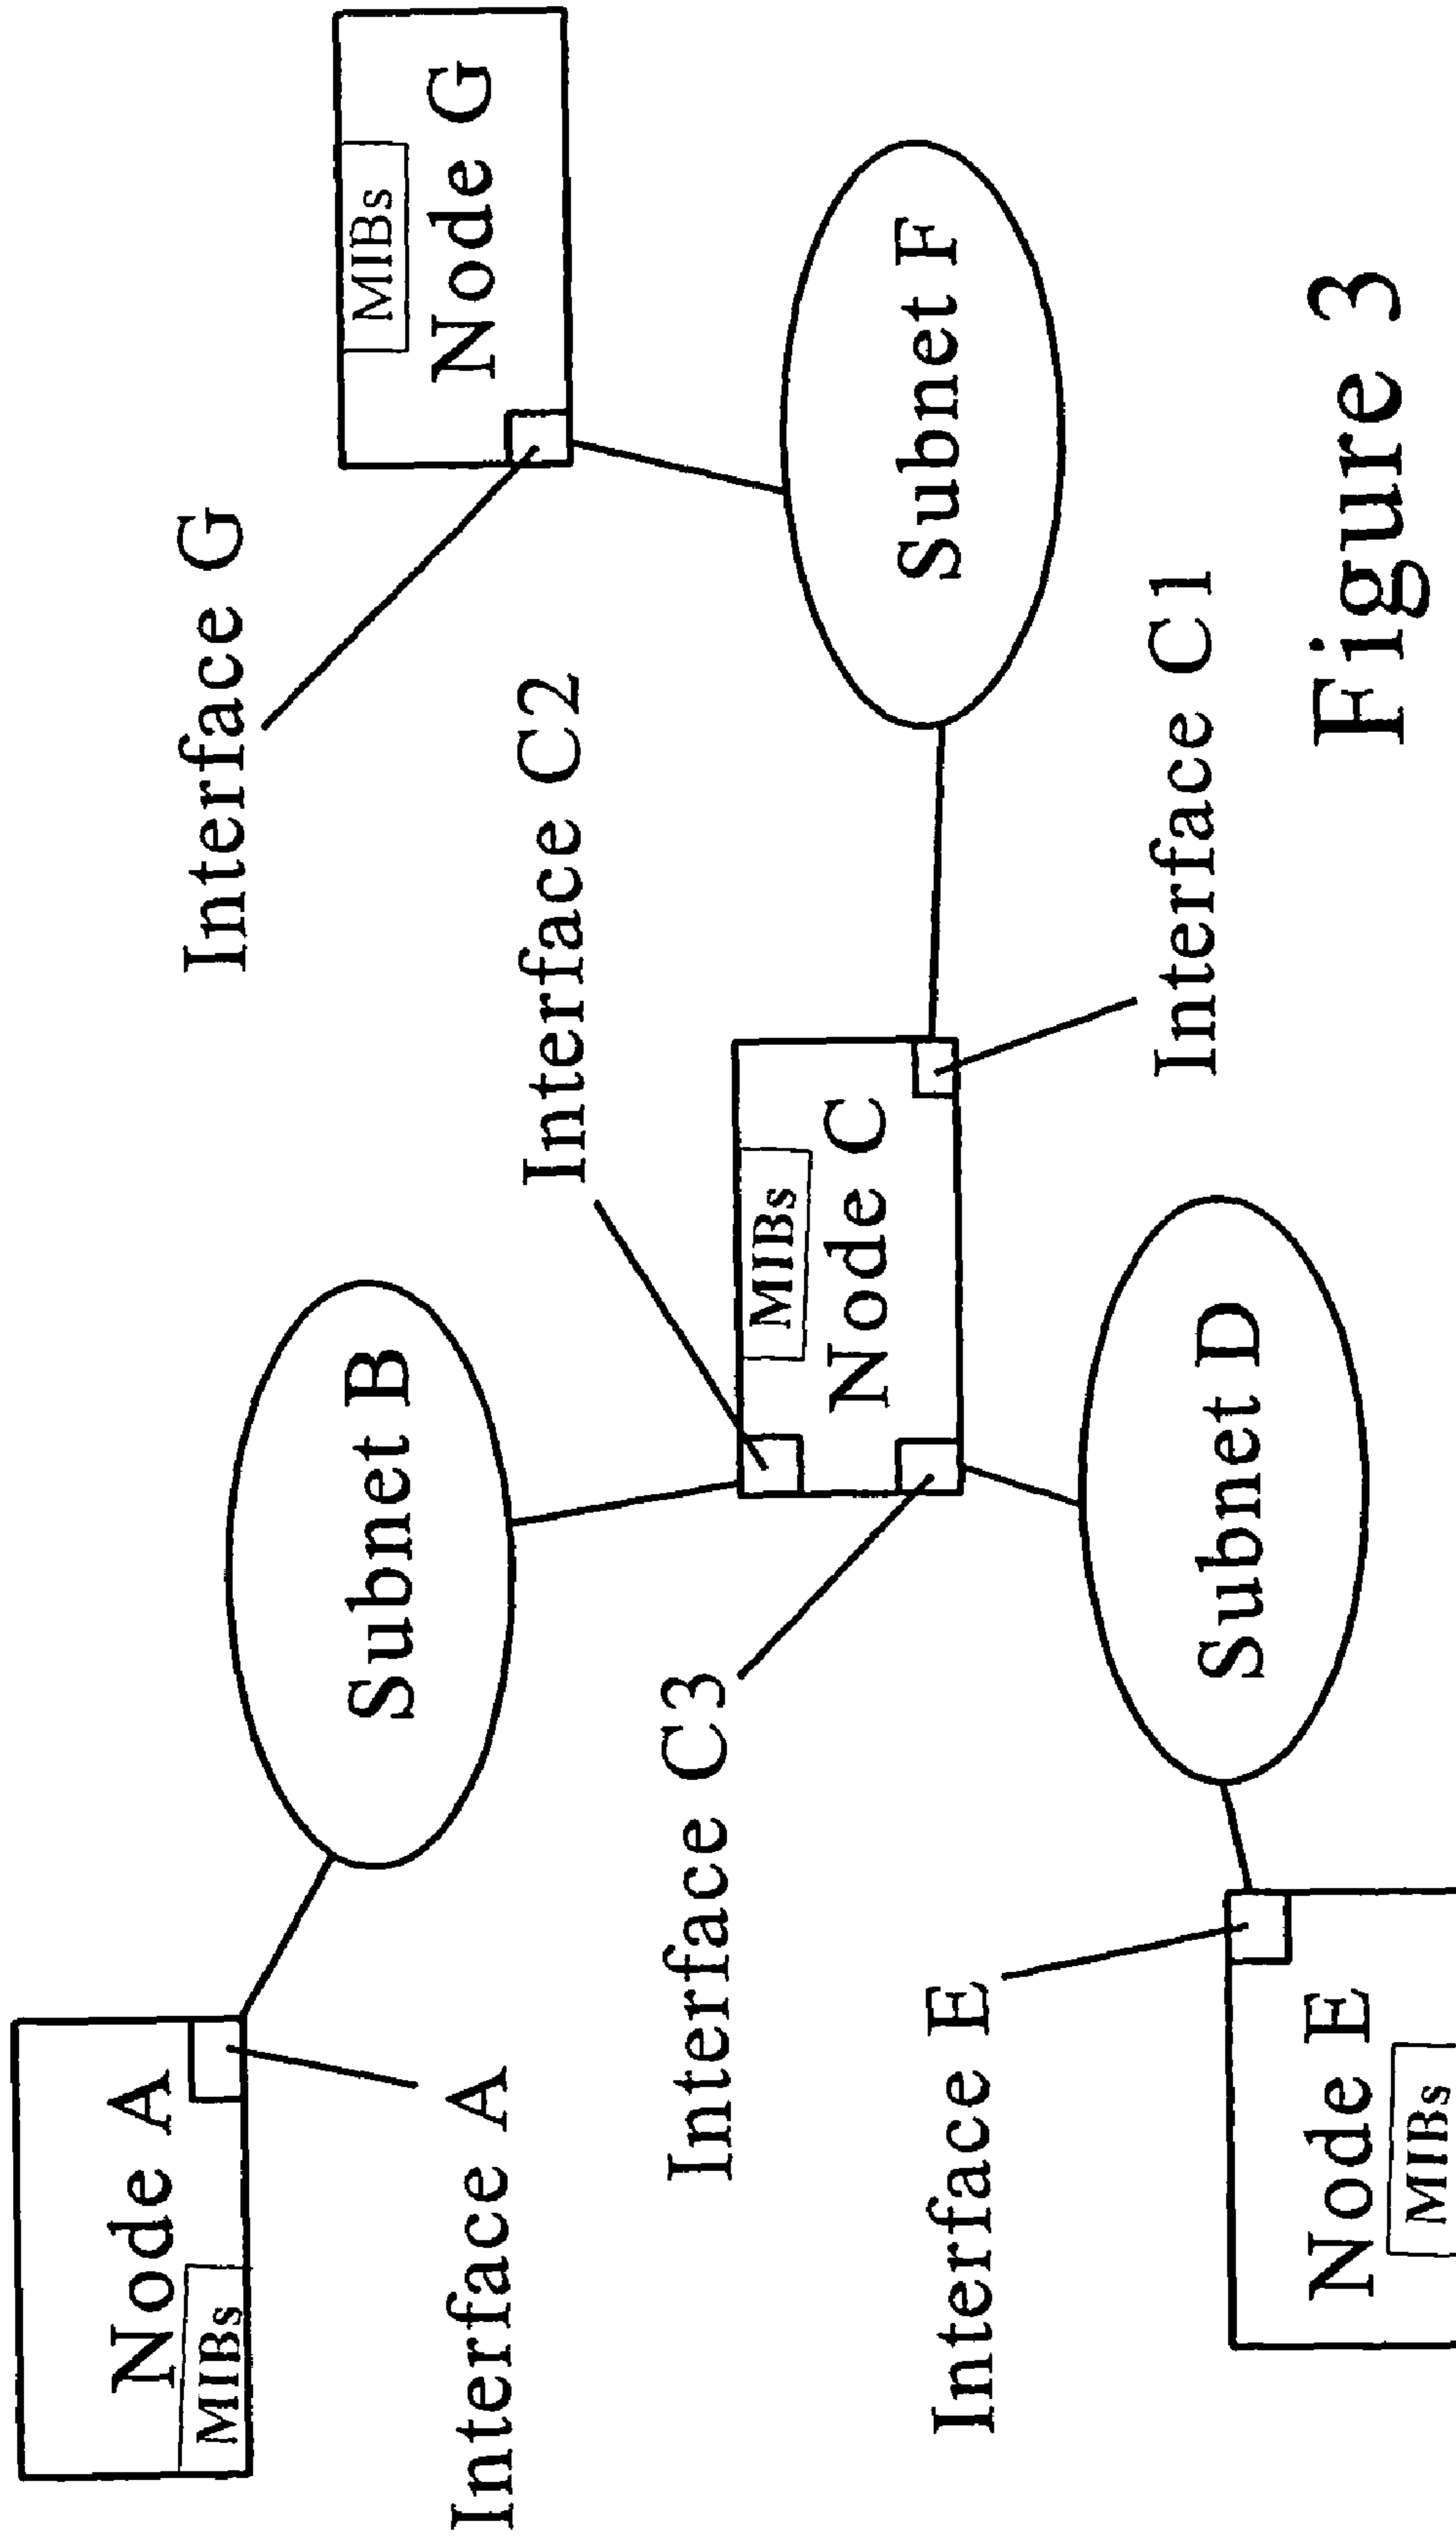 Node A
MIBs
Interface A
Subnet B
Interface G
MIBs
Node G
Interface C2
Interface C3
MIBs
Node C
Subnet F
Interface E
Interface C1
Subnet D
Node E
MIBs
Figure 3